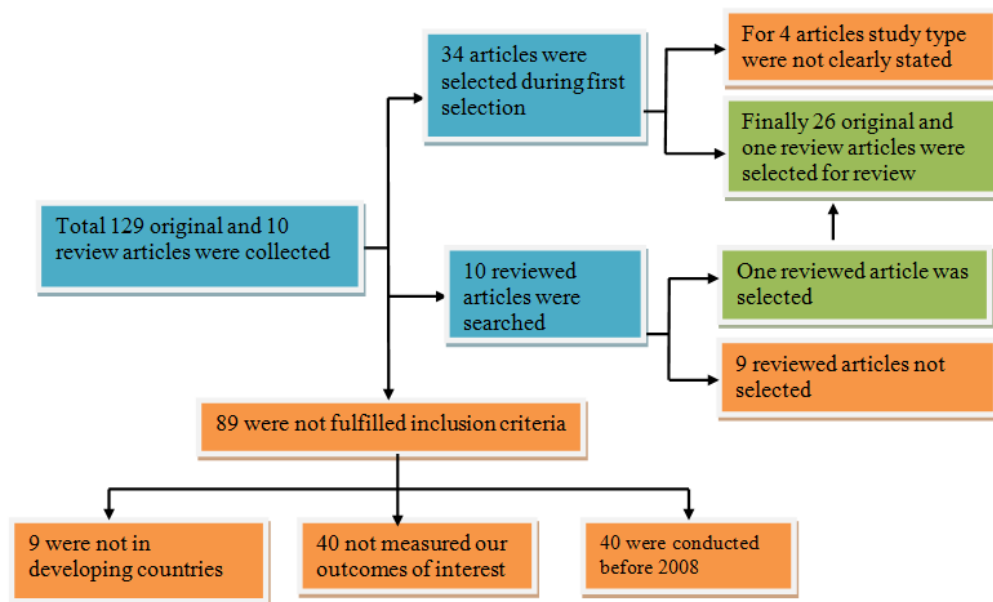 34 articles were
selected during first
selection
For 4 articles study type
were not clearly stated
Finally 26 original and
one review articles were
selected for review
Total 129 original and 10
review articles were collected
10 reviewed
articles were
searched
One reviewed article was
selected
9 reviewed articles not
selected
89 were not fulfilled inclusion criteria
9 were not in
developing countries
40 not measured our
outcomes of interest
40 were conducted
before 2008